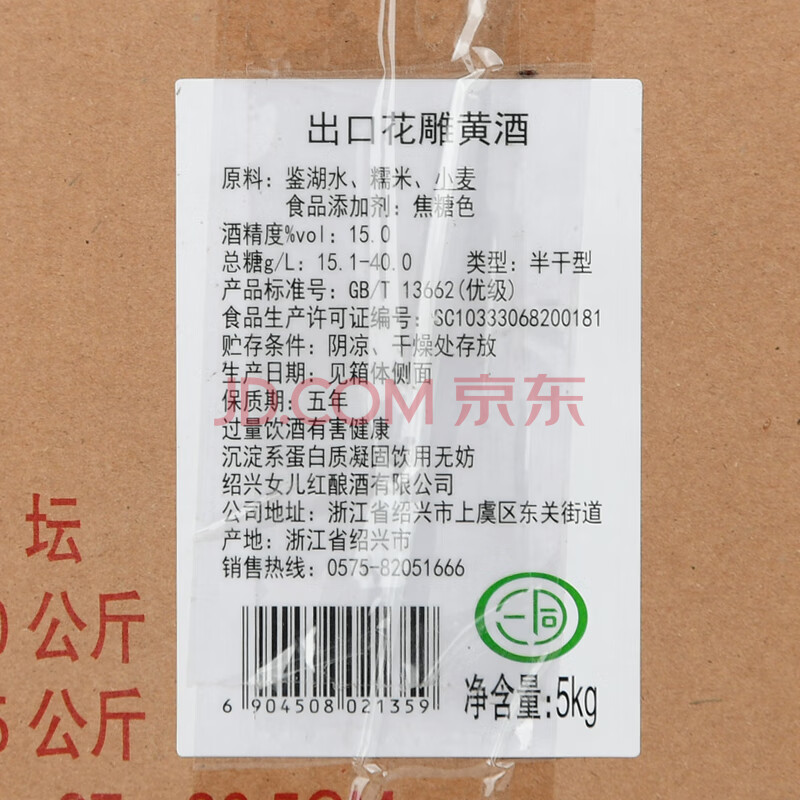 出口花雕黄酒
原料：鉴湖水、糯米、小麦
食品添加剂：焦糖色
酒精度%vol：15.0
总糖g/L：15.1-40.0 类型：半干型
产品标准号：GB/T 13662(优级)
食品生产许可证编号：SC10333068200181
贮存条件：阴凉、干燥处存放
生产日期：见箱体侧面
JD.COM 京东
保质期：五年
过量饮酒有害健康
沉淀系蛋白质凝固饮用无妨
绍兴女儿红酿酒有限公司
公司地址：浙江省绍兴市上虞区东关街道
产地：浙江省绍兴市
销售热线：0575-82051666
坛
公斤
6 904508 021359
净含量:5kg
公斤